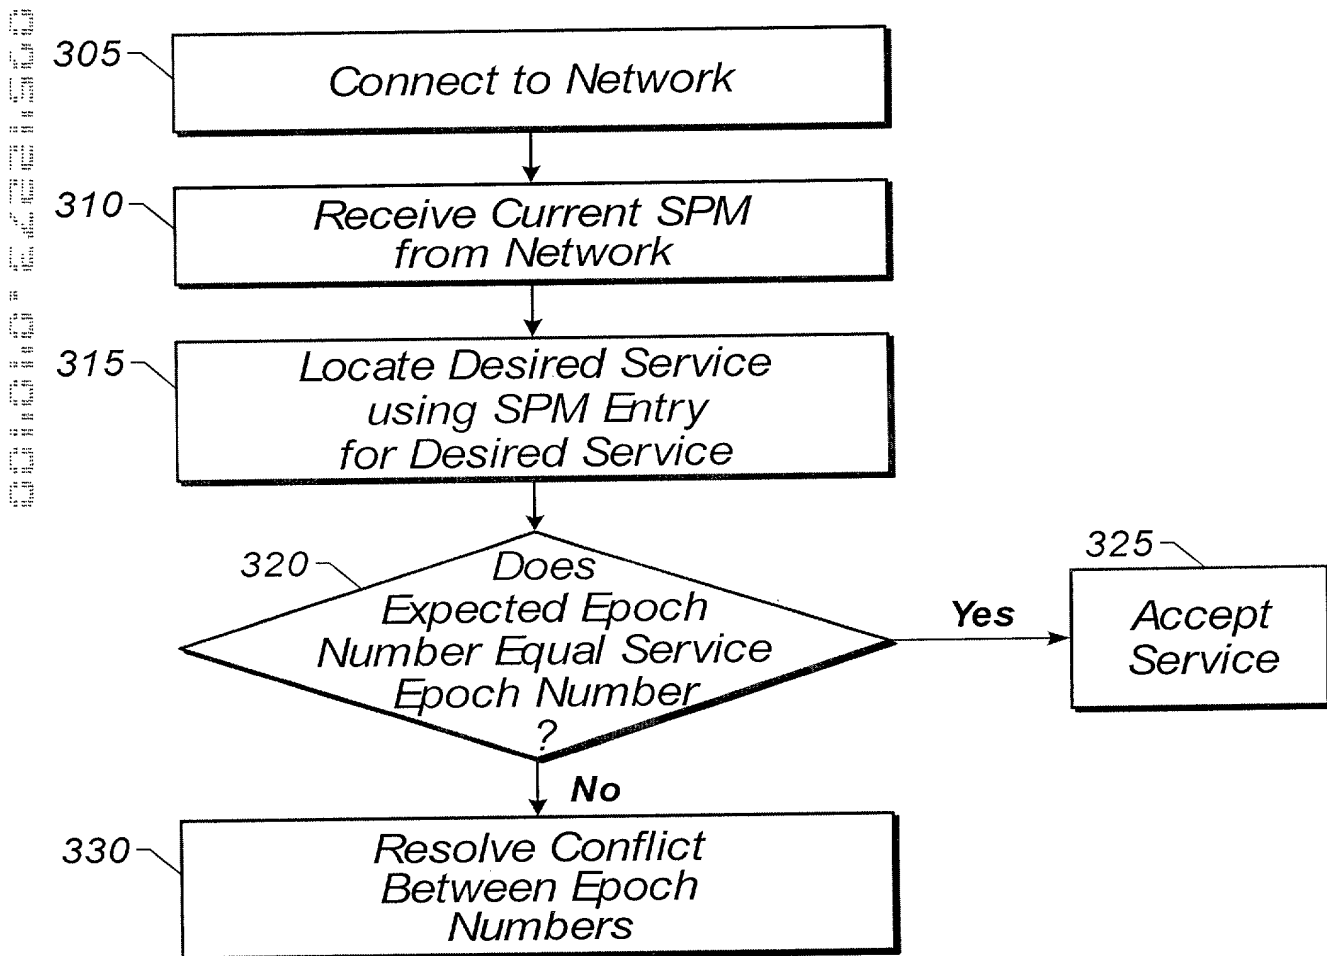 305
Connect to Network
310
Receive Current SPM
from Network
315
Locate Desired Service
using SPM Entry
for Desired Service
320
Does
Expected Epoch
Number Equal Service
Epoch Number
?
Yes
325
Accept
Service
No
330
Resolve Conflict
Between Epoch
Numbers